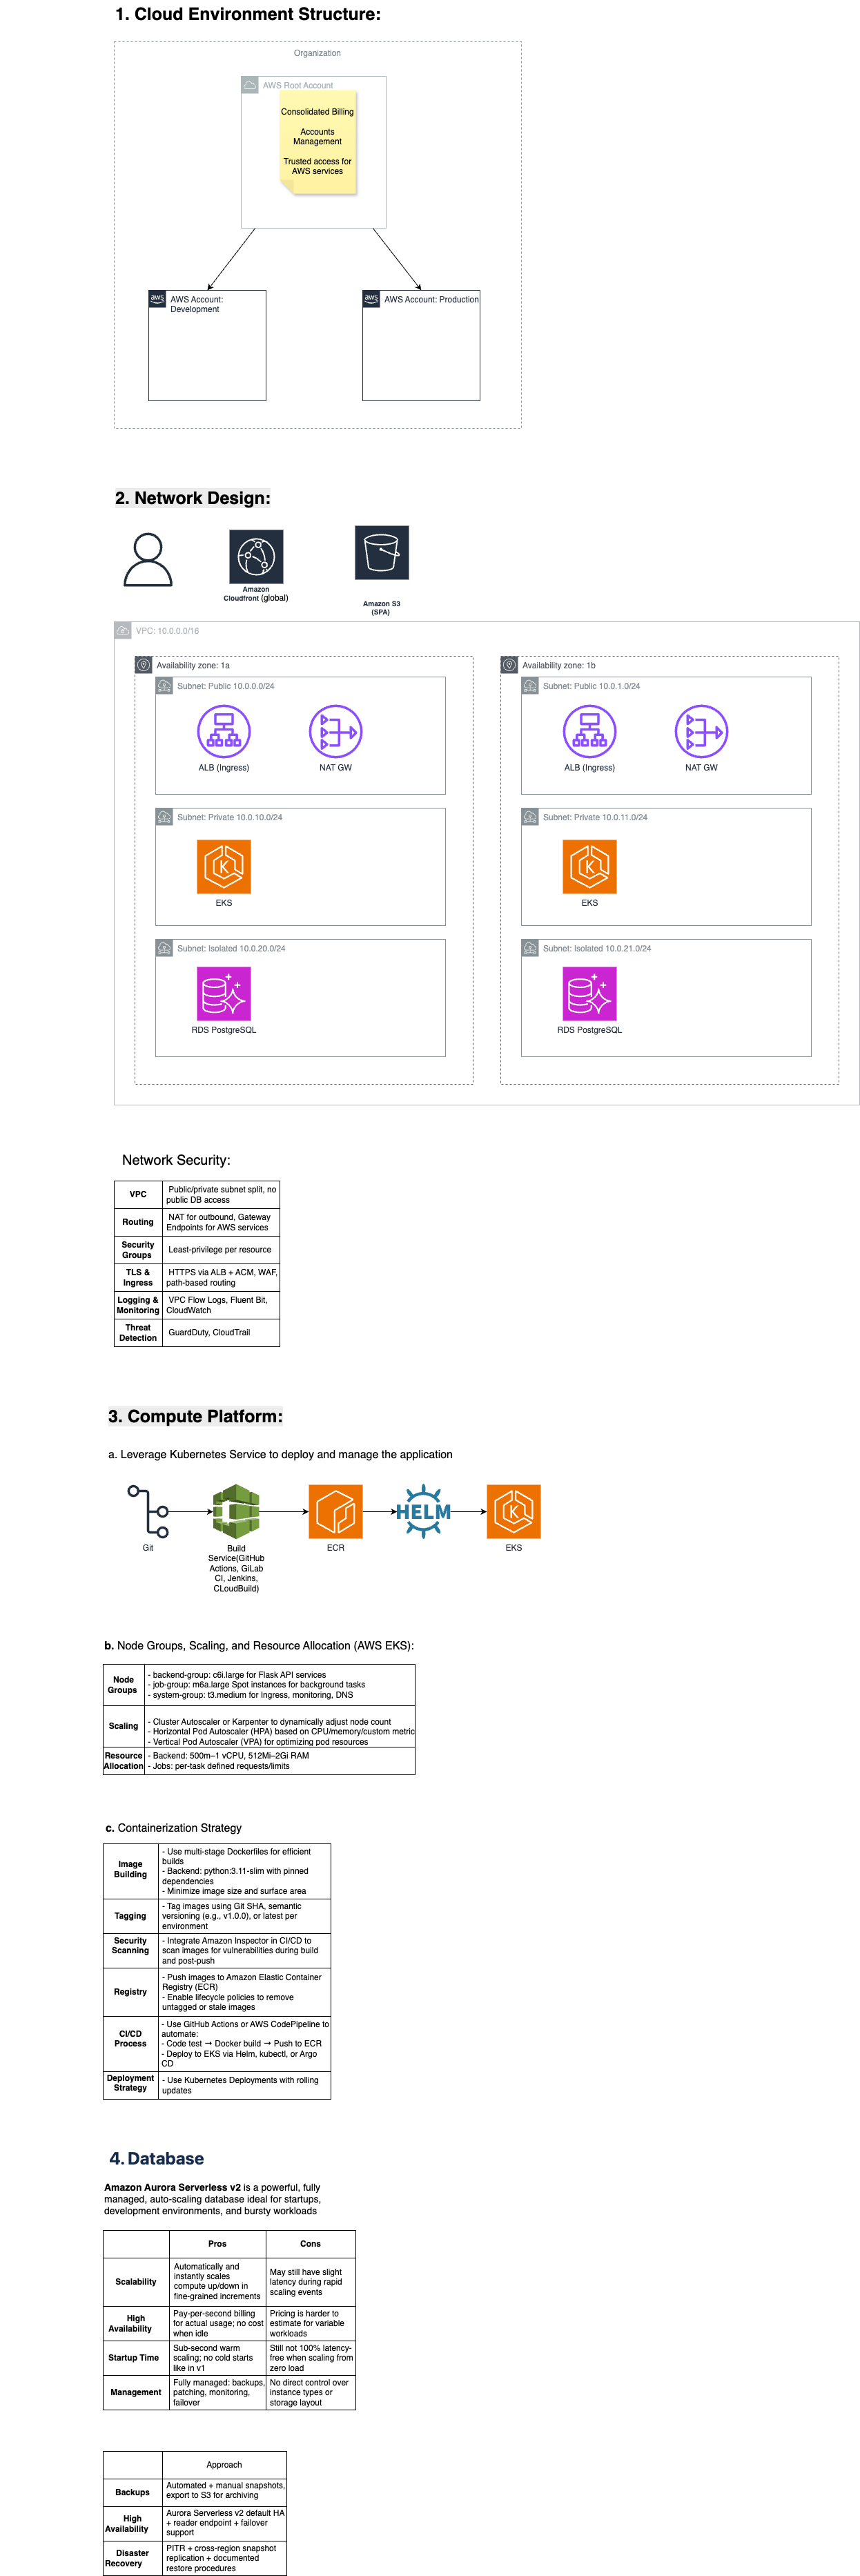 1. Cloud Environment Structure:
Organization
AWS Root Account
Consolidated Billing
Accounts
Management
Trusted access for
AWS services
aws
AWS Account:
Development
aws
AWS Account: Production
2. Network Design:
Amazon
Cloudfront (global)
Amazon S3
(SPA)
VPC: 10.0.0.0/16
Availability zone: 1a
Subnet: Public 10.0.0.0/24
ALB (Ingress)
NAT GW
Subnet: Private 10.0.10.0/24
EKS
Subnet: Isolated 10.0.20.0/24
RDS PostgreSQL
Availability zone: 1b
Subnet: Public 10.0.1.0/24
ALB (Ingress)
NAT GW
Subnet: Private 10.0.11.0/24
EKS
Subnet: Isolated 10.0.21.0/24
RDS PostgreSQL
Network Security:
VPC
Public/private subnet split, no
public DB access
Routing
NAT for outbound, Gateway
Endpoints for AWS services
Security
Groups
Least-privilege per resource
TLS &
Ingress
HTTPS via ALB + ACM, WAF,
path-based routing
Logging &
Monitoring
VPC Flow Logs, Fluent Bit,
CloudWatch
Threat
Detection
GuardDuty, CloudTrail
3. Compute Platform:
a. Leverage Kubernetes Service to deploy and manage the application
Git
Build
Service(GitHub
Actions, GiLab
CI, Jenkins,
CLoudBuild)
ECR
HELM
EKS
b. Node Groups, Scaling, and Resource Allocation (AWS EKS):
Node
Groups
- backend-group: c6i.large for Flask API services
- job-group: m6a.large Spot instances for background tasks
- system-group: t3.medium for Ingress, monitoring, DNS
Scaling
- Cluster Autoscaler or Karpenter to dynamically adjust node count
- Horizontal Pod Autoscaler (HPA) based on CPU/memory/custom metric
- Vertical Pod Autoscaler (VPA) for optimizing pod resources
Resource
Allocation
- Backend: 500m–1 vCPU, 512Mi–2Gi RAM
- Jobs: per-task defined requests/limits
c. Containerization Strategy
Image
Building
- Use multi-stage Dockerfiles for efficient
builds
- Backend: python:3.11-slim with pinned
dependencies
- Minimize image size and surface area
Tagging
- Tag images using Git SHA, semantic
versioning (e.g., v1.0.0), or latest per
environment
Security
Scanning
- Integrate Amazon Inspector in CI/CD to
scan images for vulnerabilities during build
and post-push
Registry
- Push images to Amazon Elastic Container
Registry (ECR)
- Enable lifecycle policies to remove
untagged or stale images
CI/CD
Process
- Use GitHub Actions or AWS CodePipeline to
automate:
- Code test → Docker build → Push to ECR
- Deploy to EKS via Helm, kubectl, or Argo
CD
Deployment
Strategy
- Use Kubernetes Deployments with rolling
updates
4. Database
Amazon Aurora Serverless v2 is a powerful, fully
managed, auto-scaling database ideal for startups,
development environments, and bursty workloads
Pros
Cons
Scalability
Automatically and
instantly scales
compute up/down in
fine-grained increments
May still have slight
latency during rapid
scaling events
High
Availability
Pay-per-second billing
for actual usage; no cost
when idle
Pricing is harder to
estimate for variable
workloads
Startup Time
Sub-second warm
scaling; no cold starts
like in v1
Still not 100% latency-
free when scaling from
zero load
Management
Fully managed: backups,
patching, monitoring,
failover
No direct control over
instance types or
storage layout
Approach
Backups
Automated + manual snapshots,
export to S3 for archiving
High
Availability
Aurora Serverless v2 default HA
+ reader endpoint + failover
support
Disaster
Recovery
PITR + cross-region snapshot
replication + documented
restore procedures